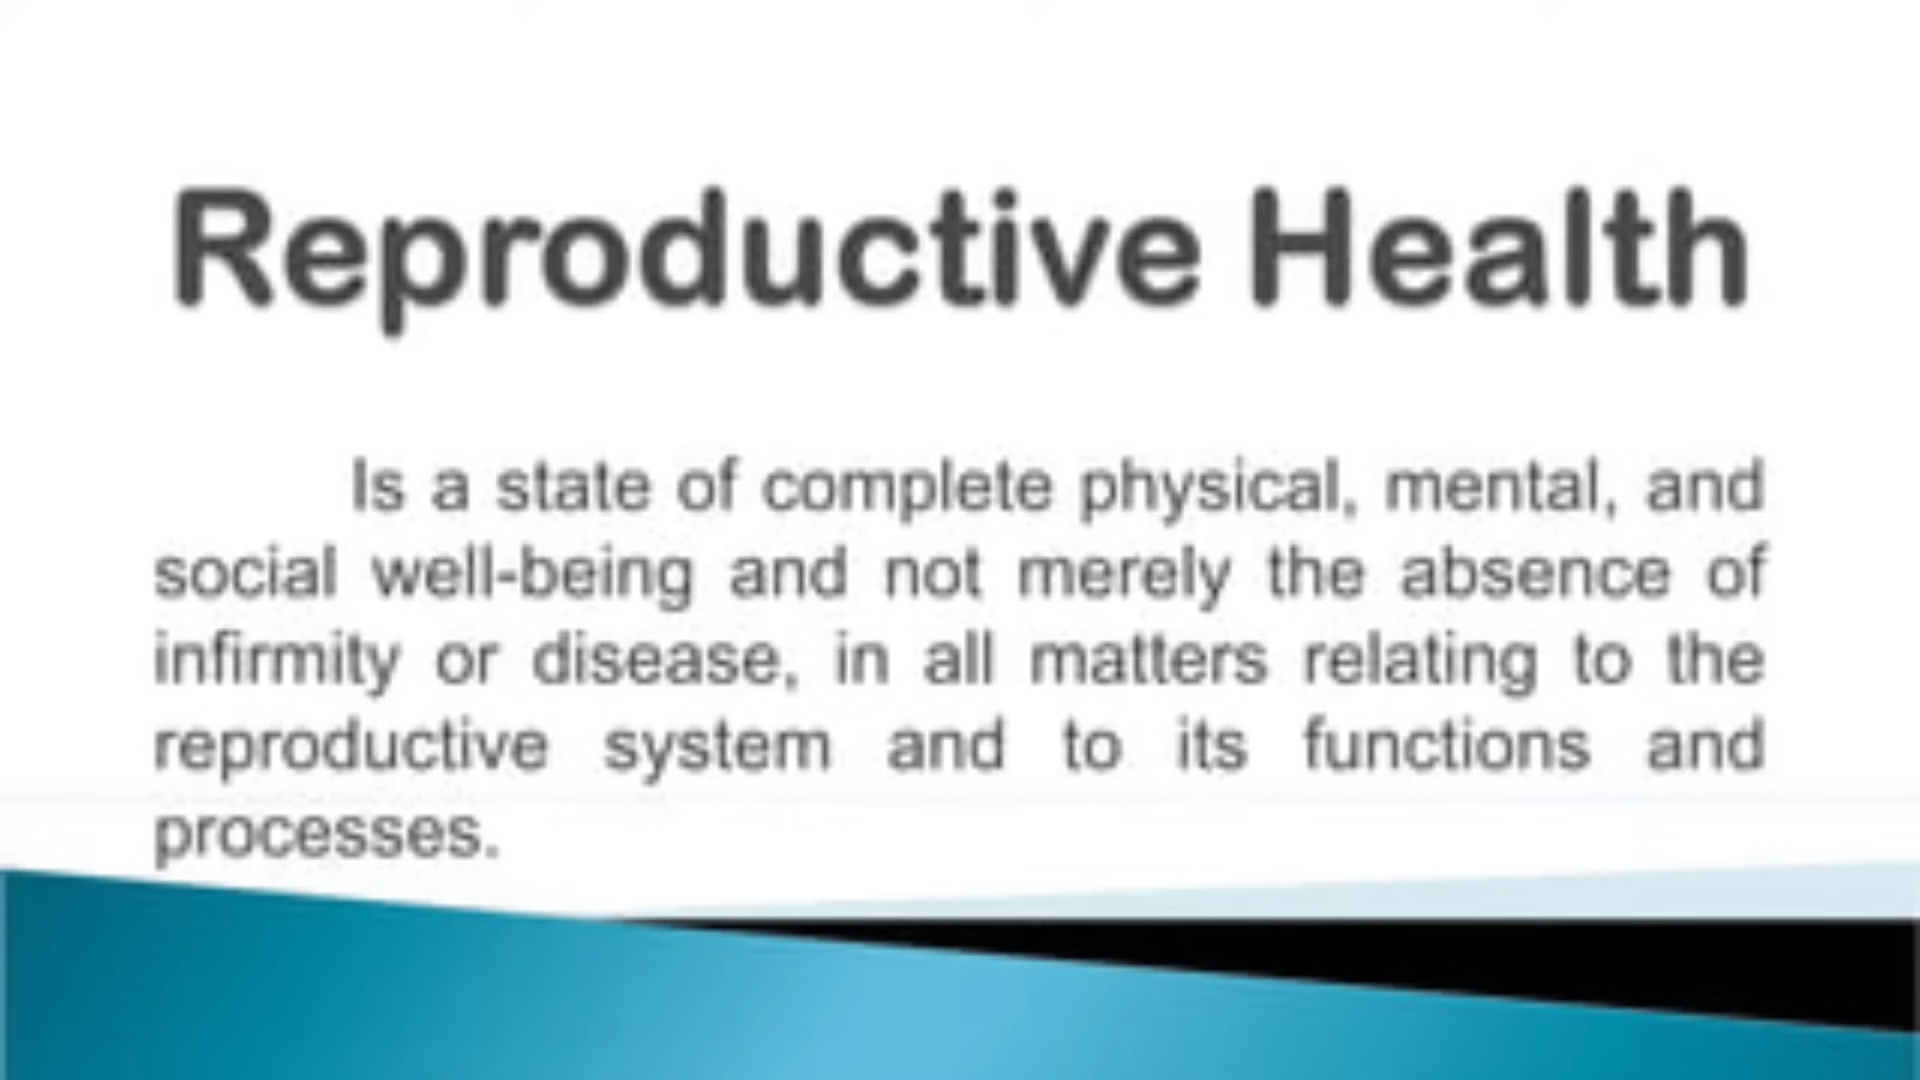 Reproductive Health
Is a state of complete physical, mental, and
social well-being and not merely the absence of
infirmity or disease, in all matters relating to the
reproductive system and to its functions and
processes.